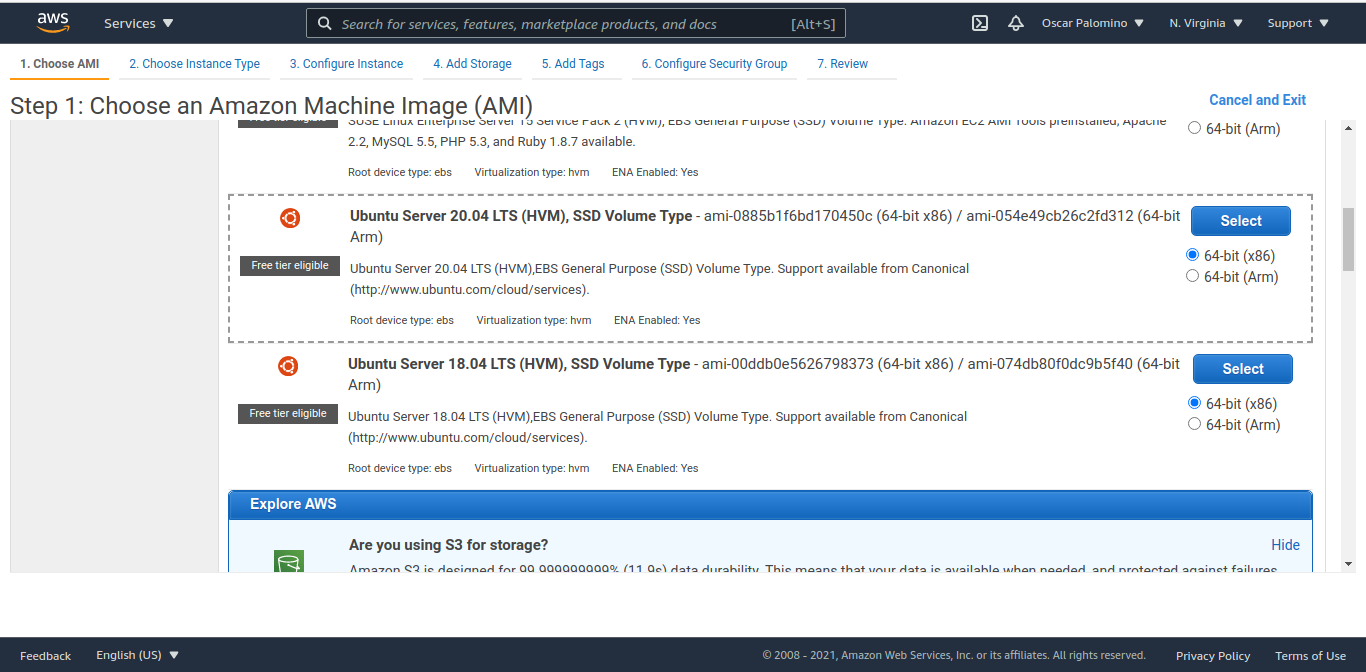 aws Services Search for services, features, marketplace products, and docs [Alt+S] Oscar Palomino N. Virginia Support
1. Choose AMI 2. Choose Instance Type 3. Configure Instance 4. Add Storage 5. Add Tags 6. Configure Security Group 7. Review
Step 1: Choose an Amazon Machine Image (AMI) Cancel and Exit
Free tier eligible SUSE Linux Enterprise Server 15 Service Pack 2 (HVM), EBS General Purpose (SSD) Volume Type. Amazon EC2 AMI Tools preinstalled, Apache
2.2, MySQL 5.5, PHP 5.3, and Ruby 1.8.7 available.
64-bit (Arm)
Root device type: ebs Virtualization type: hvm ENA Enabled: Yes
Ubuntu Server 20.04 LTS (HVM), SSD Volume Type - ami-0885b1f6bd170450c (64-bit x86) / ami-054e49cb26c2fd312 (64-bit
Arm)
Select
Free tier eligible
Ubuntu Server 20.04 LTS (HVM),EBS General Purpose (SSD) Volume Type. Support available from Canonical
(http://www.ubuntu.com/cloud/services).
64-bit (x86)
64-bit (Arm)
Root device type: ebs Virtualization type: hvm ENA Enabled: Yes
Ubuntu Server 18.04 LTS (HVM), SSD Volume Type - ami-00ddb0e5626798373 (64-bit x86) / ami-074db80f0dc9b5f40 (64-bit
Arm)
Select
Free tier eligible
Ubuntu Server 18.04 LTS (HVM),EBS General Purpose (SSD) Volume Type. Support available from Canonical
(http://www.ubuntu.com/cloud/services).
64-bit (x86)
64-bit (Arm)
Root device type: ebs Virtualization type: hvm ENA Enabled: Yes
Explore AWS
Are you using S3 for storage? Hide
Amazon S3 is designed for 99.999999999% (11 9s) data durability. This means that your data is available when needed, and protected against failures,
Feedback English (US) © 2008 - 2021, Amazon Web Services, Inc. or its affiliates. All rights reserved. Privacy Policy Terms of Use